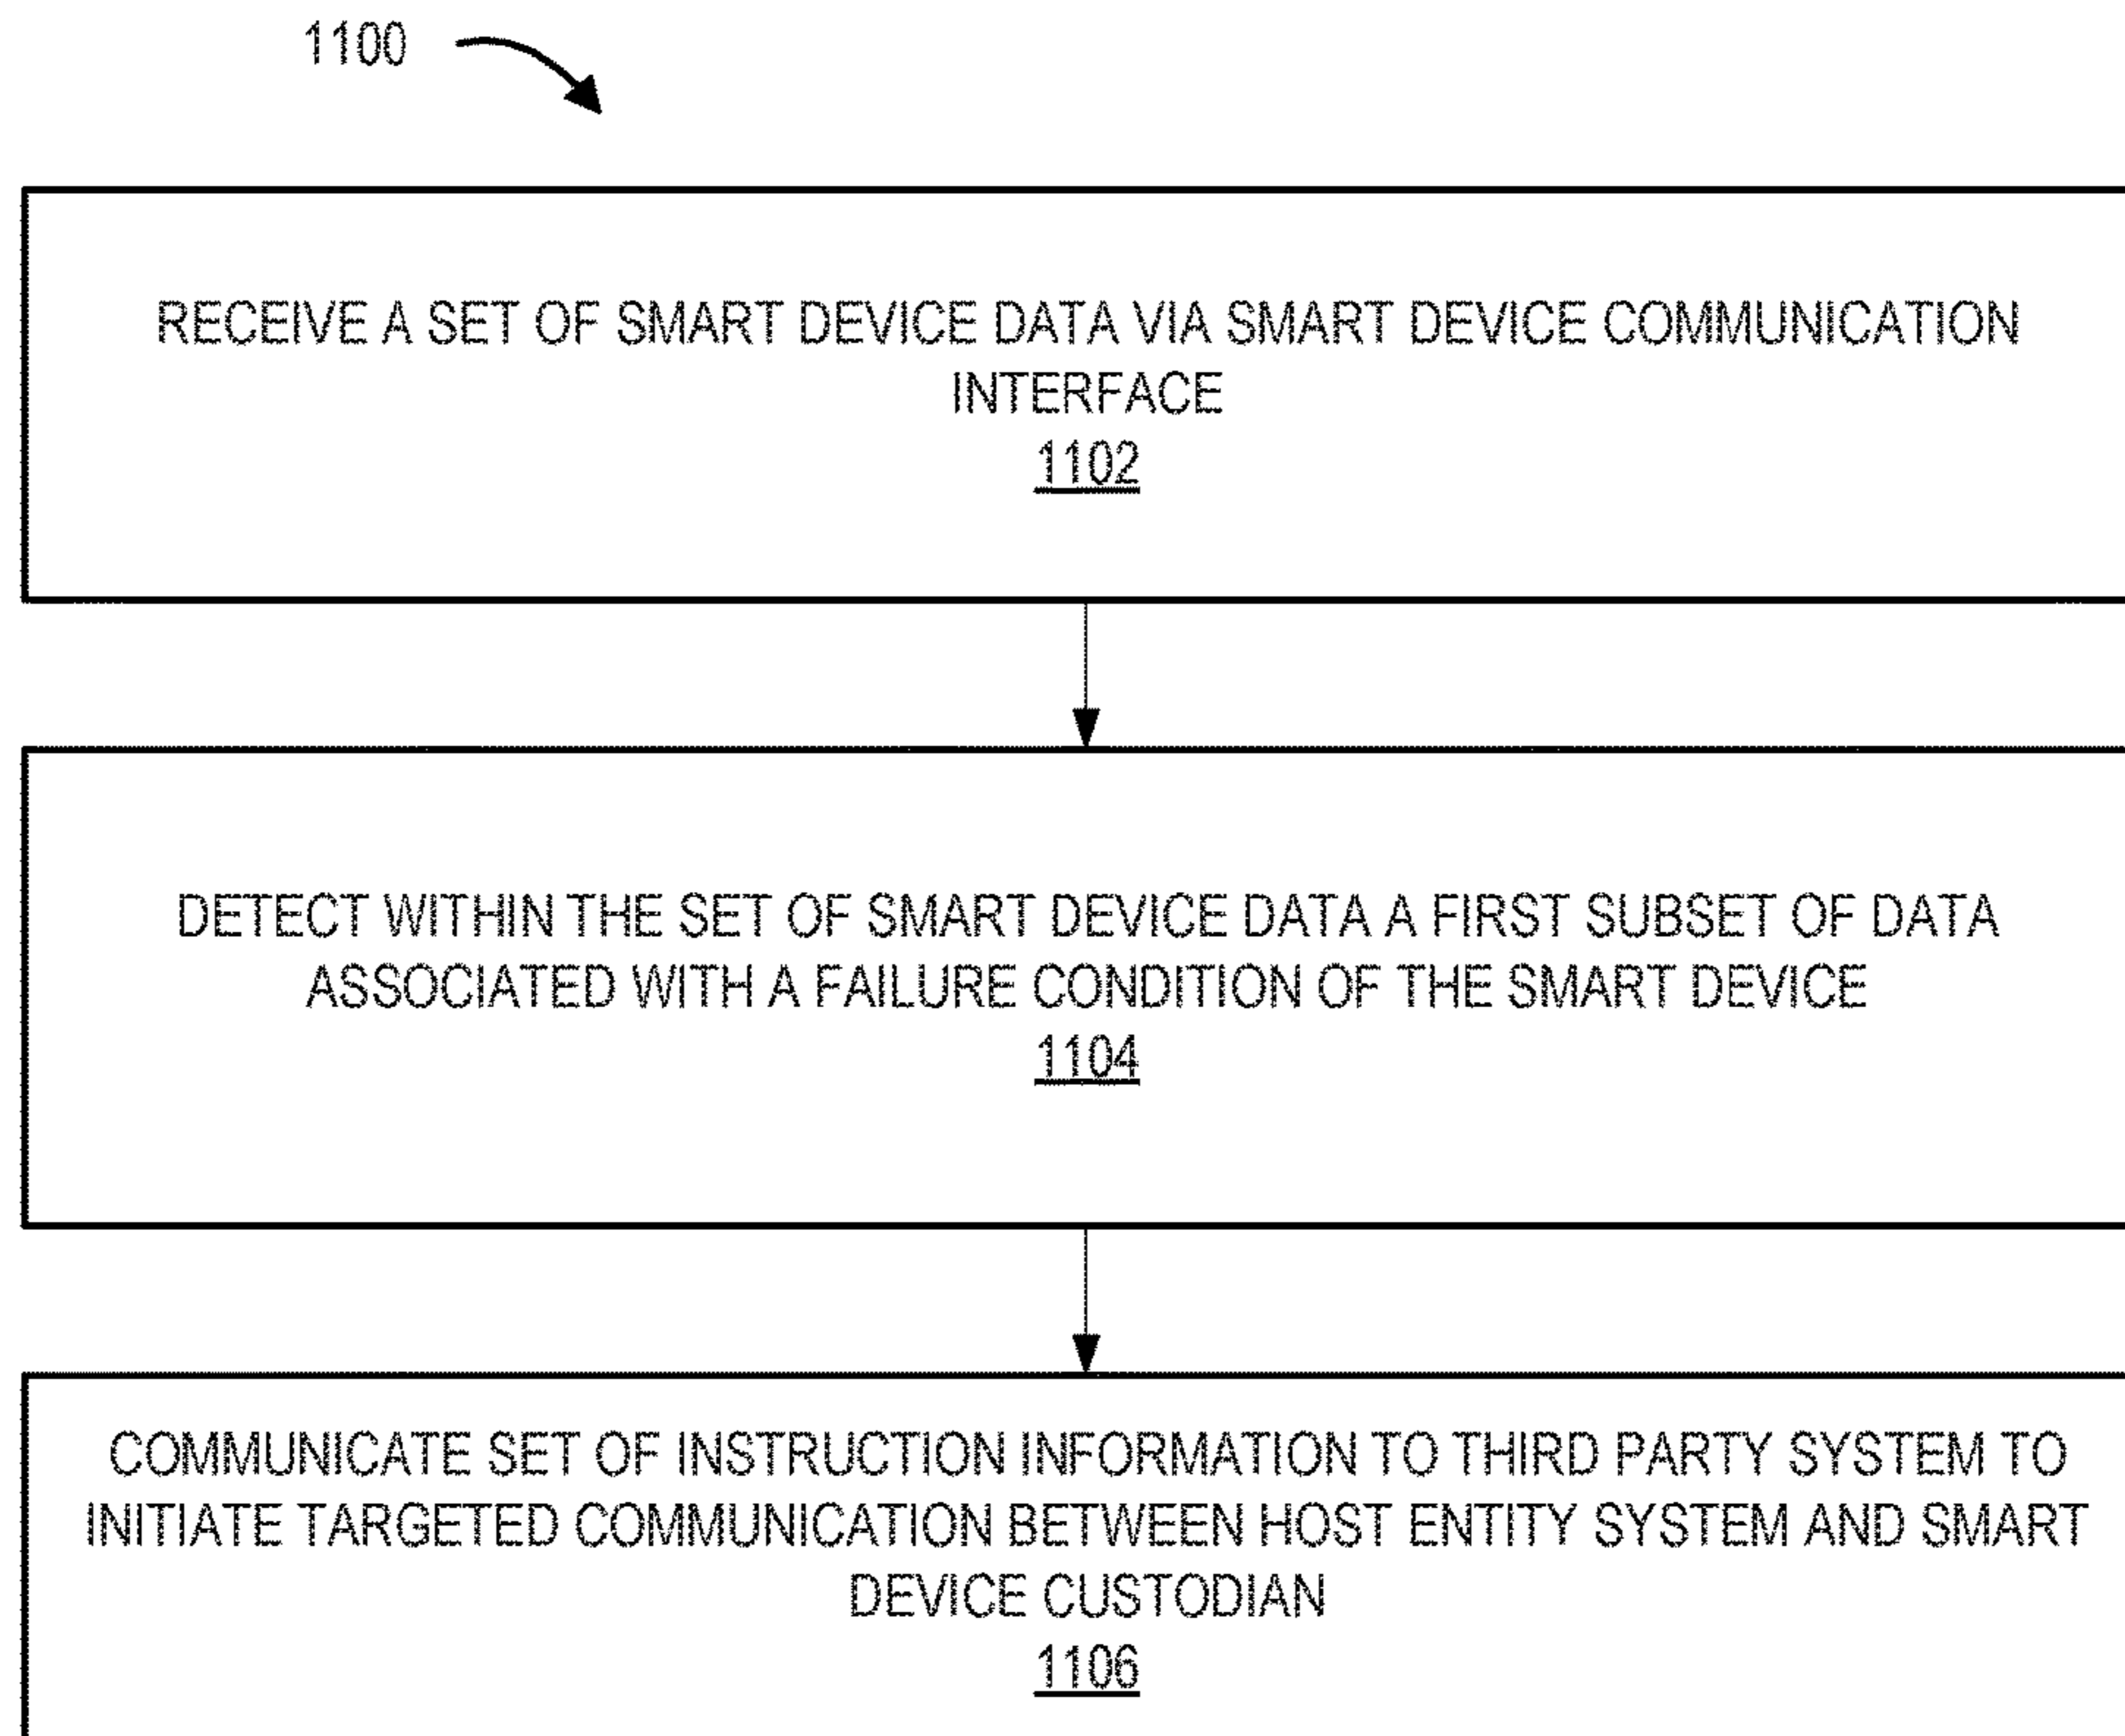 1100
RECEIVE A SET OF SMART DEVICE DATA VIA SMART DEVICE COMMUNICATION
INTERFACE
1102
DETECT WITHIN THE SET OF SMART DEVICE DATA A FIRST SUBSET OF DATA
ASSOCIATED WITH A FAILURE CONDITION OF THE SMART DEVICE
1104
COMMUNICATE SET OF INSTRUCTION INFORMATION TO THIRD PARTY SYSTEM TO
INITIATE TARGETED COMMUNICATION BETWEEN HOST ENTITY SYSTEM AND SMART
DEVICE CUSTODIAN
1106